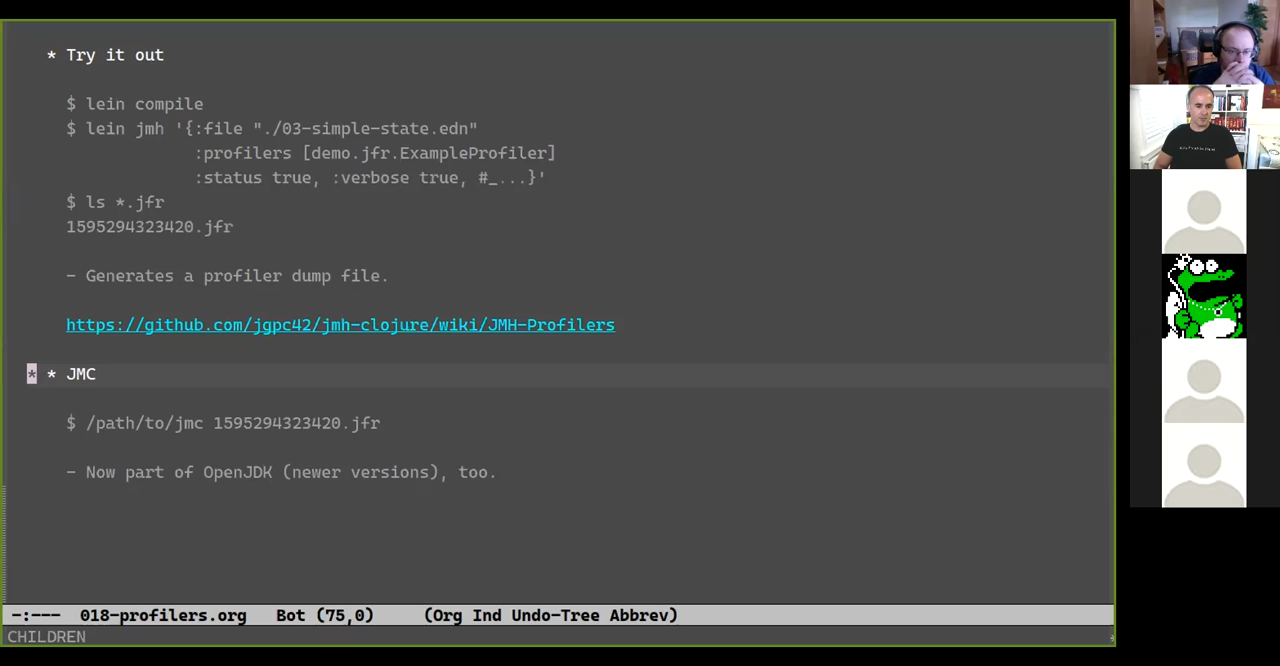 * Try it out
$ lein compile
$ lein jmh '{:file "./03-simple-state.edn"
:profilers [demo.jfr.ExampleProfiler]
:status true, :verbose true, #_...}'
$ ls *.jfr
1595294323420.jfr
- Generates a profiler dump file.
https://github.com/jgpc42/jmh-clojure/wiki/JMH-Profilers
* * JMC
$ /path/to/jmc 1595294323420.jfr
- Now part of OpenJDK (newer versions), too.
-:--- 018-profilers.org Bot (75,0) (Org Ind Undo-Tree Abbrev)
CHILDREN